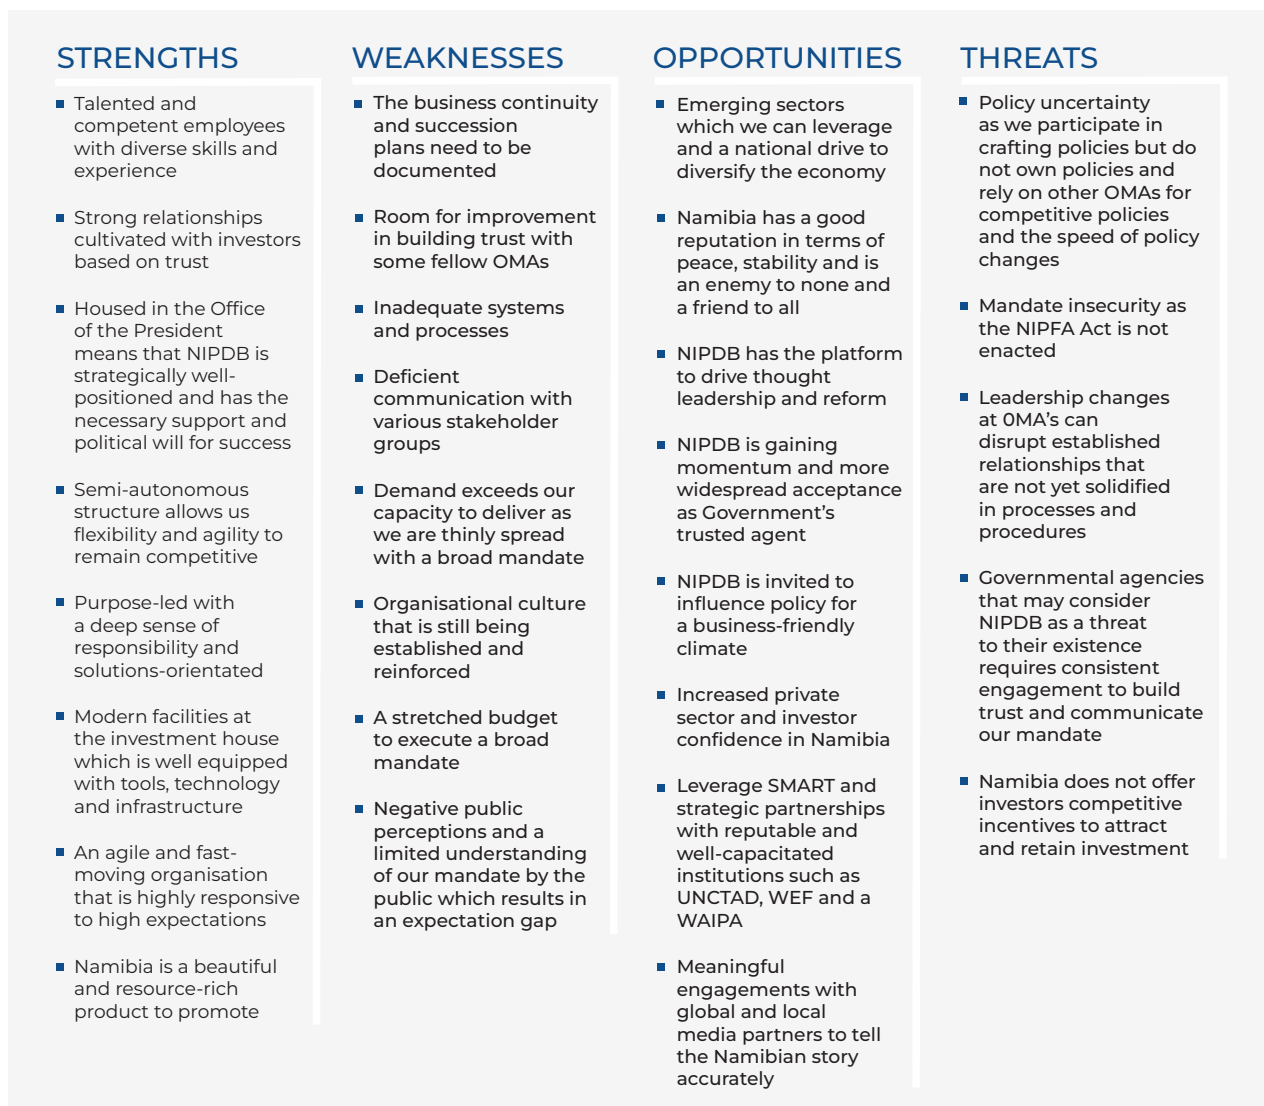 STRENGTHS
Talented and
competent employees
with diverse skills and
experience
Strong relationships
cultivated with investors
based on trust
Housed in the Office
of the President
means that NIPDB is
strategically well-
positioned and has the
necessary support and
political will for success
Semi-autonomous
structure allows us
flexibility and agility to
remain competitive
Purpose-led with
a deep sense of
responsibility and
solutions-orientated
Modern facilities at
the investment house
which is well equipped
with tools, technology
and infrastructure
An agile and fast-
moving organisation
that is highly responsive
to high expectations
Namibia is a beautiful
and resource-rich
product to promote
WEAKNESSES
The business continuity
and succession
plans need to be
documented
Room for improvement
in building trust with
some fellow OMAs
Inadequate systems
and processes
Deficient
communication with
various stakeholder
groups
Demand exceeds our
capacity to deliver as
we are thinly spread
with a broad mandate
Organisational culture
that is still being
established and
reinforced
A stretched budget
to execute a broad
mandate
Negative public
perceptions and a
limited understanding
of our mandate by the
public which results in
an expectation gap
OPPORTUNITIES
Emerging sectors
which we can leverage
and a national drive to
diversify the economy
Namibia has a good
reputation in terms of
peace, stability and is
an enemy to none and
a friend to all
NIPDB has the platform
to drive thought
leadership and reform
NIPDB is gaining
momentum and more
widespread acceptance
as Government’s
trusted agent
NIPDB is invited to
influence policy for
a business-friendly
climate
Increased private
sector and investor
confidence in Namibia
Leverage SMART and
strategic partnerships
with reputable and
well-capacitated
institutions such as
UNCTAD, WEF and a
WAIPA
Meaningful
engagements with
global and local
media partners to tell
the Namibian story
accurately
THREATS
Policy uncertainty
as we participate in
crafting policies but do
not own policies and
rely on other OMAs for
competitive policies
and the speed of policy
changes
Mandate insecurity as
the NIPFA Act is not
enacted
Leadership changes
at 0MA’s can
disrupt established
relationships that
are not yet solidified
in processes and
procedures
Governmental agencies
that may consider
NIPDB as a threat
to their existence
requires consistent
engagement to build
trust and communicate
our mandate
Namibia does not offer
investors competitive
incentives to attract
and retain investment